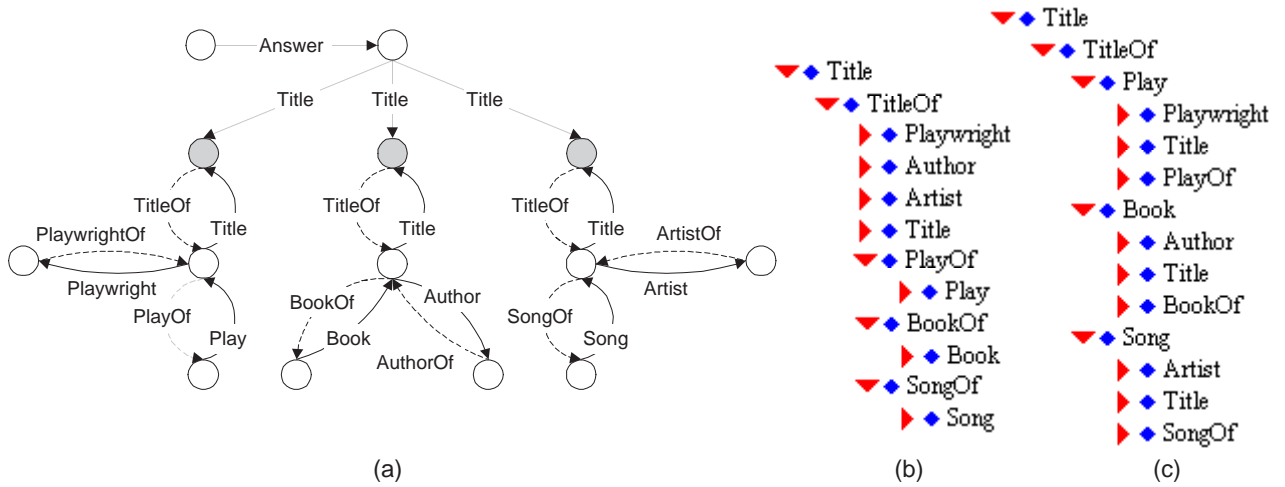 Answer
Title
Title
Title
TitleOf
Title
TitleOf
Title
TitleOf
Title
PlaywrightOf
Playwright
ArtistOf
Artist
PlayOf
Play
BookOf
Book
Author
AuthorOf
SongOf
Song
(a)
Title
TitleOf
Playwright
Author
Artist
Title
PlayOf
Play
BookOf
Book
SongOf
Song
(b)
Title
TitleOf
Play
Playwright
Title
PlayOf
Book
Author
Title
BookOf
Song
Artist
Title
SongOf
(c)